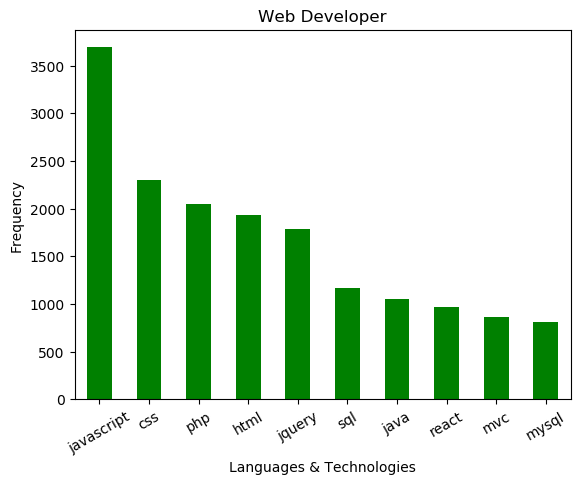 Web Developer
3500
3000
2500
2000
1500
1000
500
0
Frequency
javascript
css
php
html
jquery
sql
java
react
mvc
mysql
Languages & Technologies